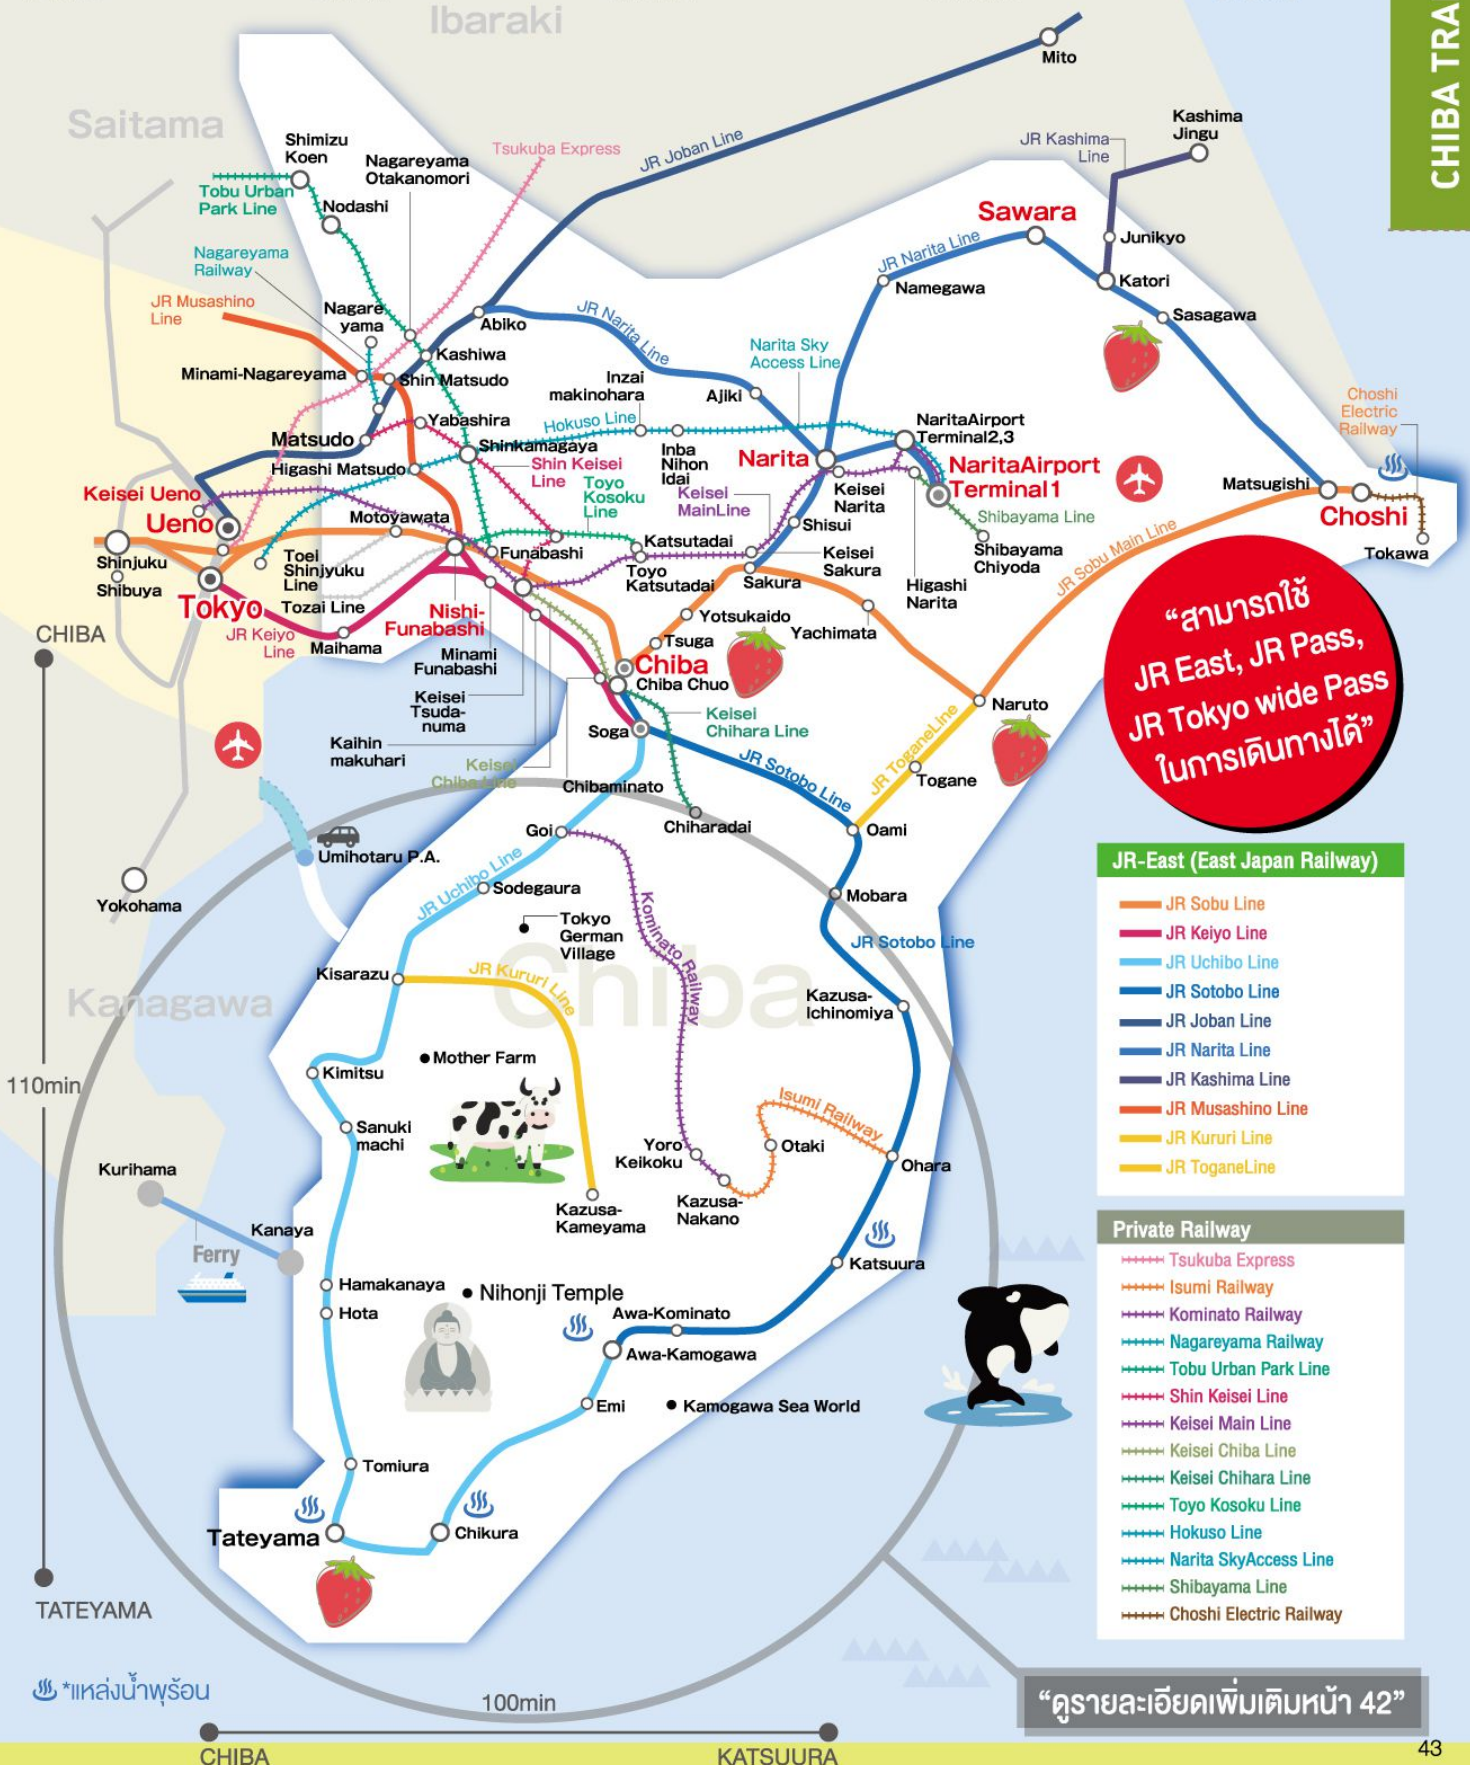 Ibaraki
CHIBA TRA
Mito
Saitama
Kashima
Jingu
JR Kashima
Line
Shimizu
Koen
Nagareyama
Otakanomori
Tsukuba Express
JR Joban Line
Tobu Urban
Park Line
Nodashi
Sawara
Junikyo
Nagareyama
Railway
JR Narita Line
Katori
Namegawa
JR Musashino
Line
Nagare
yama
Abiko
JR Narita Line
Sasagawa
Kashiwa
Narita Sky
Access Line
Minami-Nagareyama
Shin Matsudo
Inzai
makinohara
Ajiki
Choshi
Electric
Railway
Yabashira
Hokuso Line
NaritaAirport
Terminal2,3
Matsudo
Shinkamagaya
Inba
Nihon
Idai
Narita
NaritaAirport
Terminal1
Higashi Matsudo
Shin Keisei
Line
Toyo
Kosoku
Line
Keisei
MainLine
Keisei
Narita
Matsugishi
Keisei Ueno
Ueno
Motoyawata
Shisui
Shibayama Line
Choshi
Katsutadai
Shinjuku
Toei
Shinjyuku
Line
Funabashi
Toyo
Katsutadai
Keisei
Sakura
Sakura
Shibayama
Chiyoda
JR Sobu Main Line
Tokawa
Shibuya
Tokyo
Tozai Line
Higashi
Narita
Nishi-
Funabashi
Yotsukaido
Yachimata
CHIBA
JR Keiyo
Line
Maihama
Tsuga
Minami
Funabashi
Chiba
Chiba Chuo
“สามารถใช้
JR East, JR Pass,
JR Tokyo wide Pass
ในการเดินทางได้”
Keisei
Tsuda-
numa
Naruto
Soga
Keisei
Chihara Line
Kaihin
makuhari
JR Sotobo Line
JR ToganeLine
Keisei
Chiba Line
Chibaminato
Togane
Goi
Chiharadai
Oami
Umihotaru P.A.
JR-East (East Japan Railway)
JR Uchibo Line
Sodegaura
Kominato Railway
Mobara
JR Sobu Line
Yokohama
Tokyo
German
Village
JR Keiyo Line
JR Sotobo Line
JR Uchibo Line
Kisarazu
JR Kururi Line
JR Sotobo Line
Kanagawa
Chiba
Kazusa-
Ichinomiya
JR Joban Line
JR Narita Line
Mother Farm
JR Kashima Line
Kimitsu
110min
JR Musashino Line
Isumi Railway
Sanuki
machi
JR Kururi Line
Yoro
Keikoku
Otaki
JR ToganeLine
Ohara
Kurihama
Kazusa-
Kameyama
Kazusa-
Nakano
Private Railway
Kanaya
Ferry
Katsuura
Tsukuba Express
Hamakanaya
Nihonji Temple
Isumi Railway
Hota
Awa-Kominato
Kominato Railway
Awa-Kamogawa
Nagareyama Railway
Tobu Urban Park Line
Emi
Kamogawa Sea World
Shin Keisei Line
Keisei Main Line
Keisei Chiba Line
Tomiura
Keisei Chihara Line
Toyo Kosoku Line
Tateyama
Chikura
Hokuso Line
Narita SkyAccess Line
Shibayama Line
TATEYAMA
Choshi Electric Railway
*แหล่งน้ำพุร้อน
100min
“ดูรายละเอียดเพิ่มเติมหน้า 42”
CHIBA
KATSUURA
43